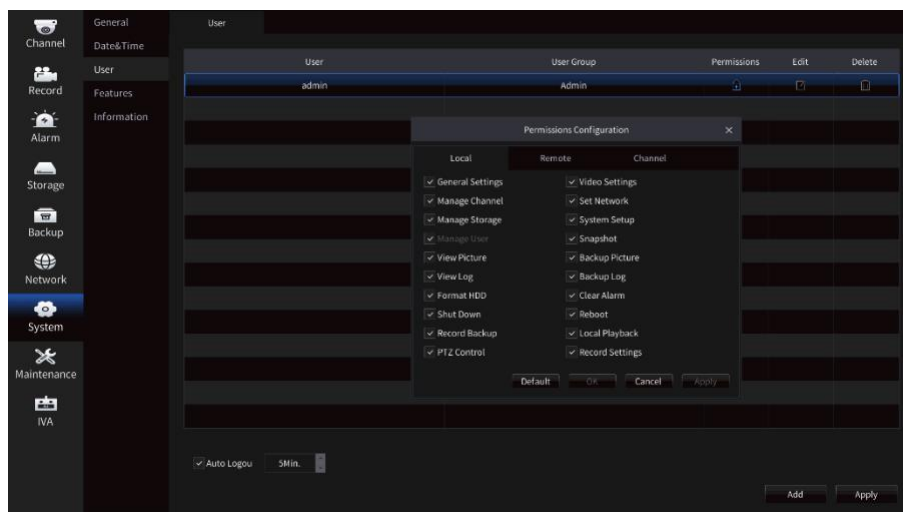 Channel
Record
Alarm
Storage
Backup
Network
System
Maintenance
IVA
General
Date&Time
User
Features
Information
User
User User Group Permissions Edit Delete
admin Admin
Permissions Configuration
Local Remote Channel
General Settings Video Settings
Manage Channel Set Network
Manage Storage System Setup
Manage User Snapshot
View Picture Backup Picture
View Log Backup Log
Format HDD Clear Alarm
Shut Down Reboot
Record Backup Local Playback
PTZ Control Record Settings
Default OK Cancel Apply
Auto Logou 5Min.
Add Apply